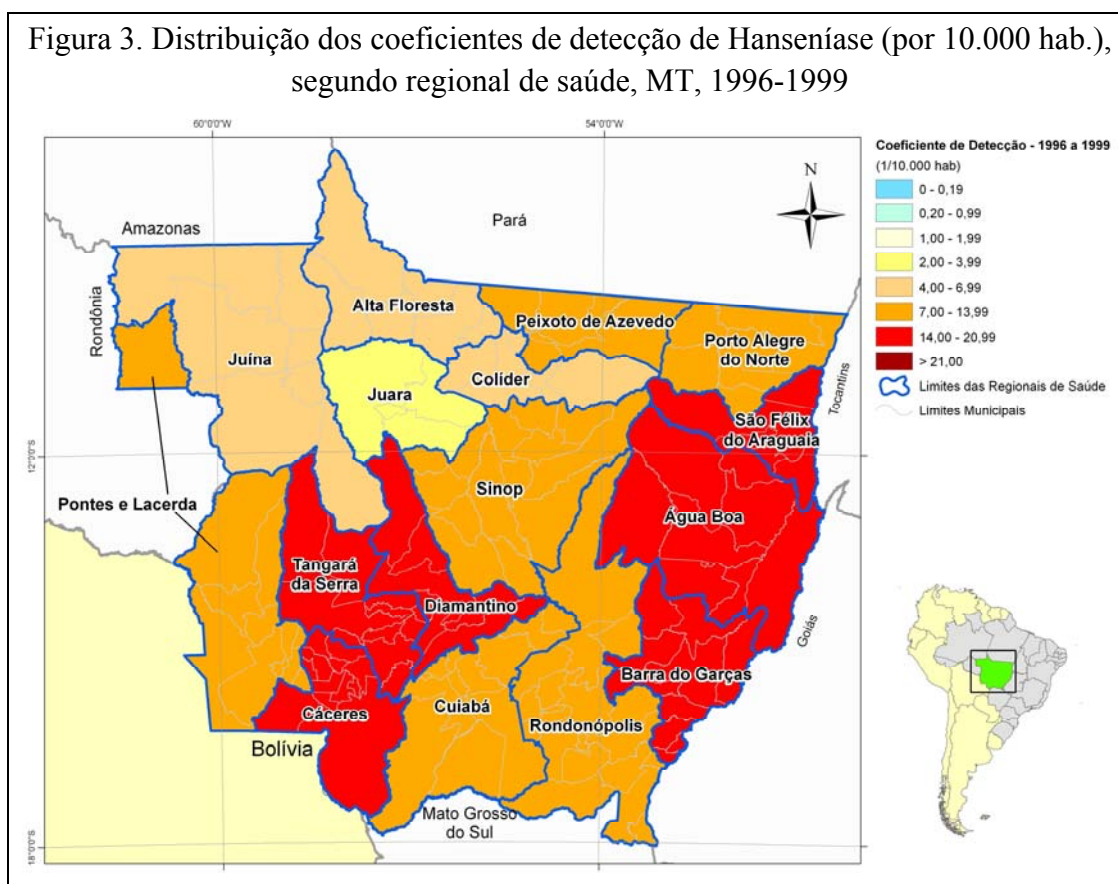 Figura 3. Distribuição dos coeficientes de detecção de Hanseníase (por 10.000 hab.),
segundo regional de saúde, MT, 1996-1999
60°0'0"W
54°0'0"W
Coeficiente de Detecção - 1996 a 1999
(1/10.000 hab)
0 - 0,19
0,20 - 0,99
1,00 - 1,99
2,00 - 3,99
4,00 - 6,99
7,00 - 13,99
14,00 - 20,99
> 21,00
Limites das Regionais de Saúde
Limites Municipais
N
Amazonas
Pará
Rondônia
Alta Floresta
Peixoto de Azevedo
Porto Alegre
do Norte
Juína
Colíder
Juara
Tocantins
São Félix
do Araguaia
12°0'0"S
Sinop
Pontes e Lacerda
Água Boa
Tangará
da Serra
Diamantino
Goiás
Barra do Garças
Cuiabá
Cáceres
Rondonópolis
Bolívia
Mato Grosso
do Sul
18°0'0"S